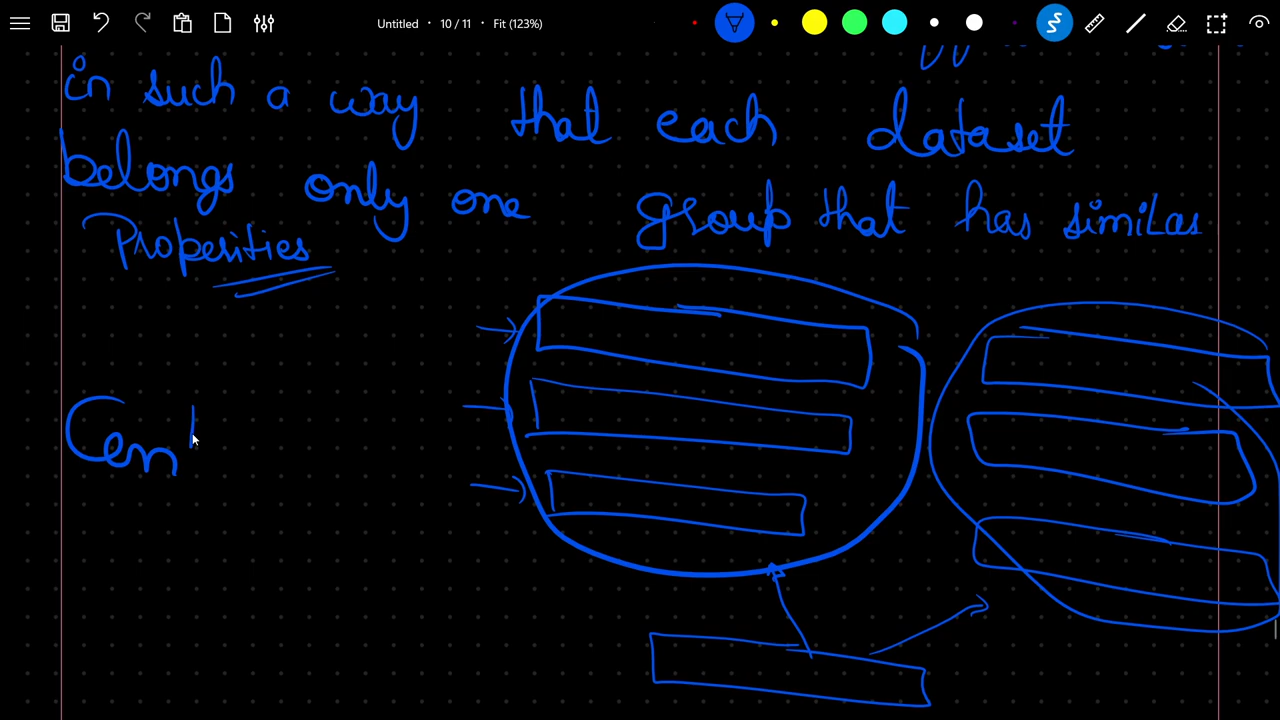 Untitled • 10 / 11 • Fit (123%)
in such a way that each dataset
belongs only one group that has similar
Properities
Cen